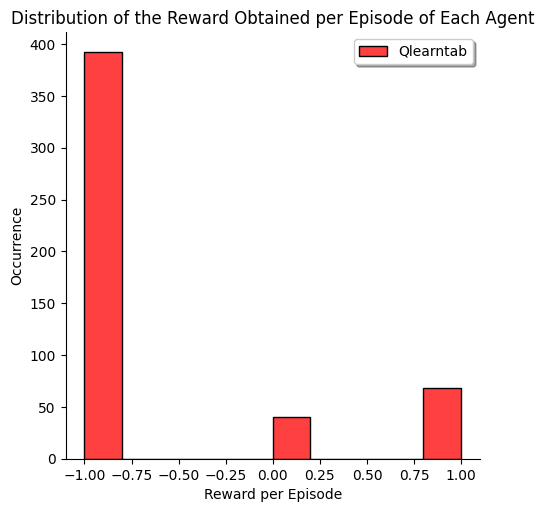 Distribution of the Reward Obtained per Episode of Each Agent
Qlearntab
400
350
300
250
200
150
100
50
0
Occurrence
−1.00 −0.75 −0.50 −0.25 0.00 0.25 0.50 0.75 1.00
Reward per Episode